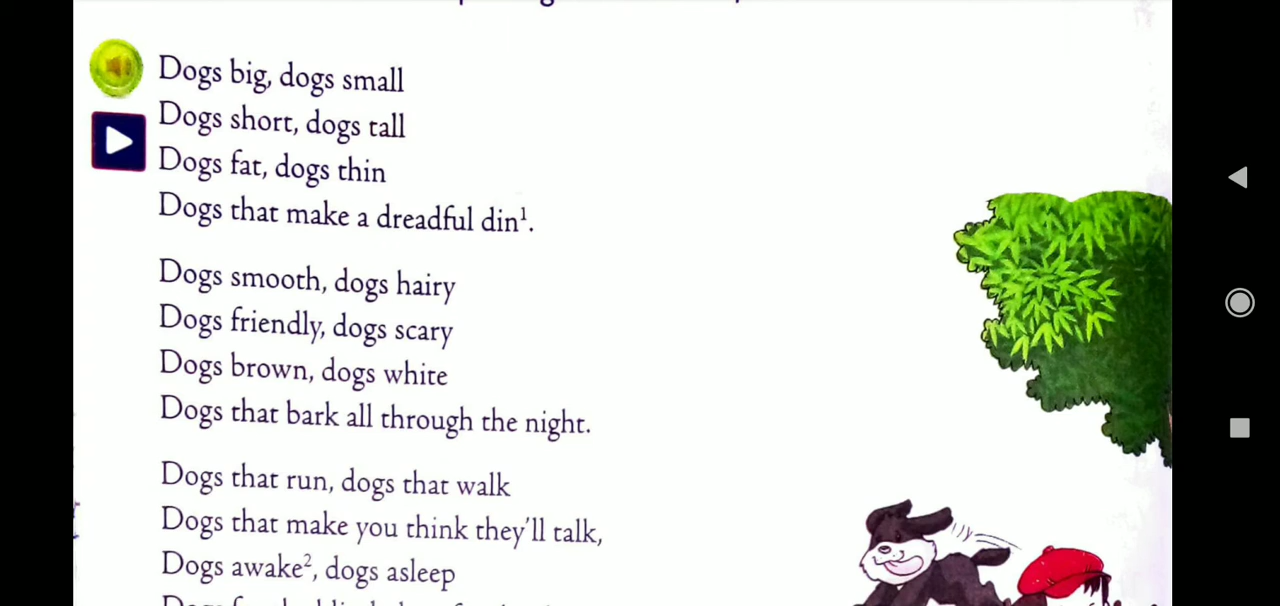 Dogs big, dogs small
Dogs short, dogs tall
Dogs fat, dogs thin
Dogs that make a dreadful din¹.
Dogs smooth, dogs hairy
Dogs friendly, dogs scary
Dogs brown, dogs white
Dogs that bark all through the night.
Dogs that run, dogs that walk
Dogs that make you think they'll talk,
Dogs awake², dogs asleep